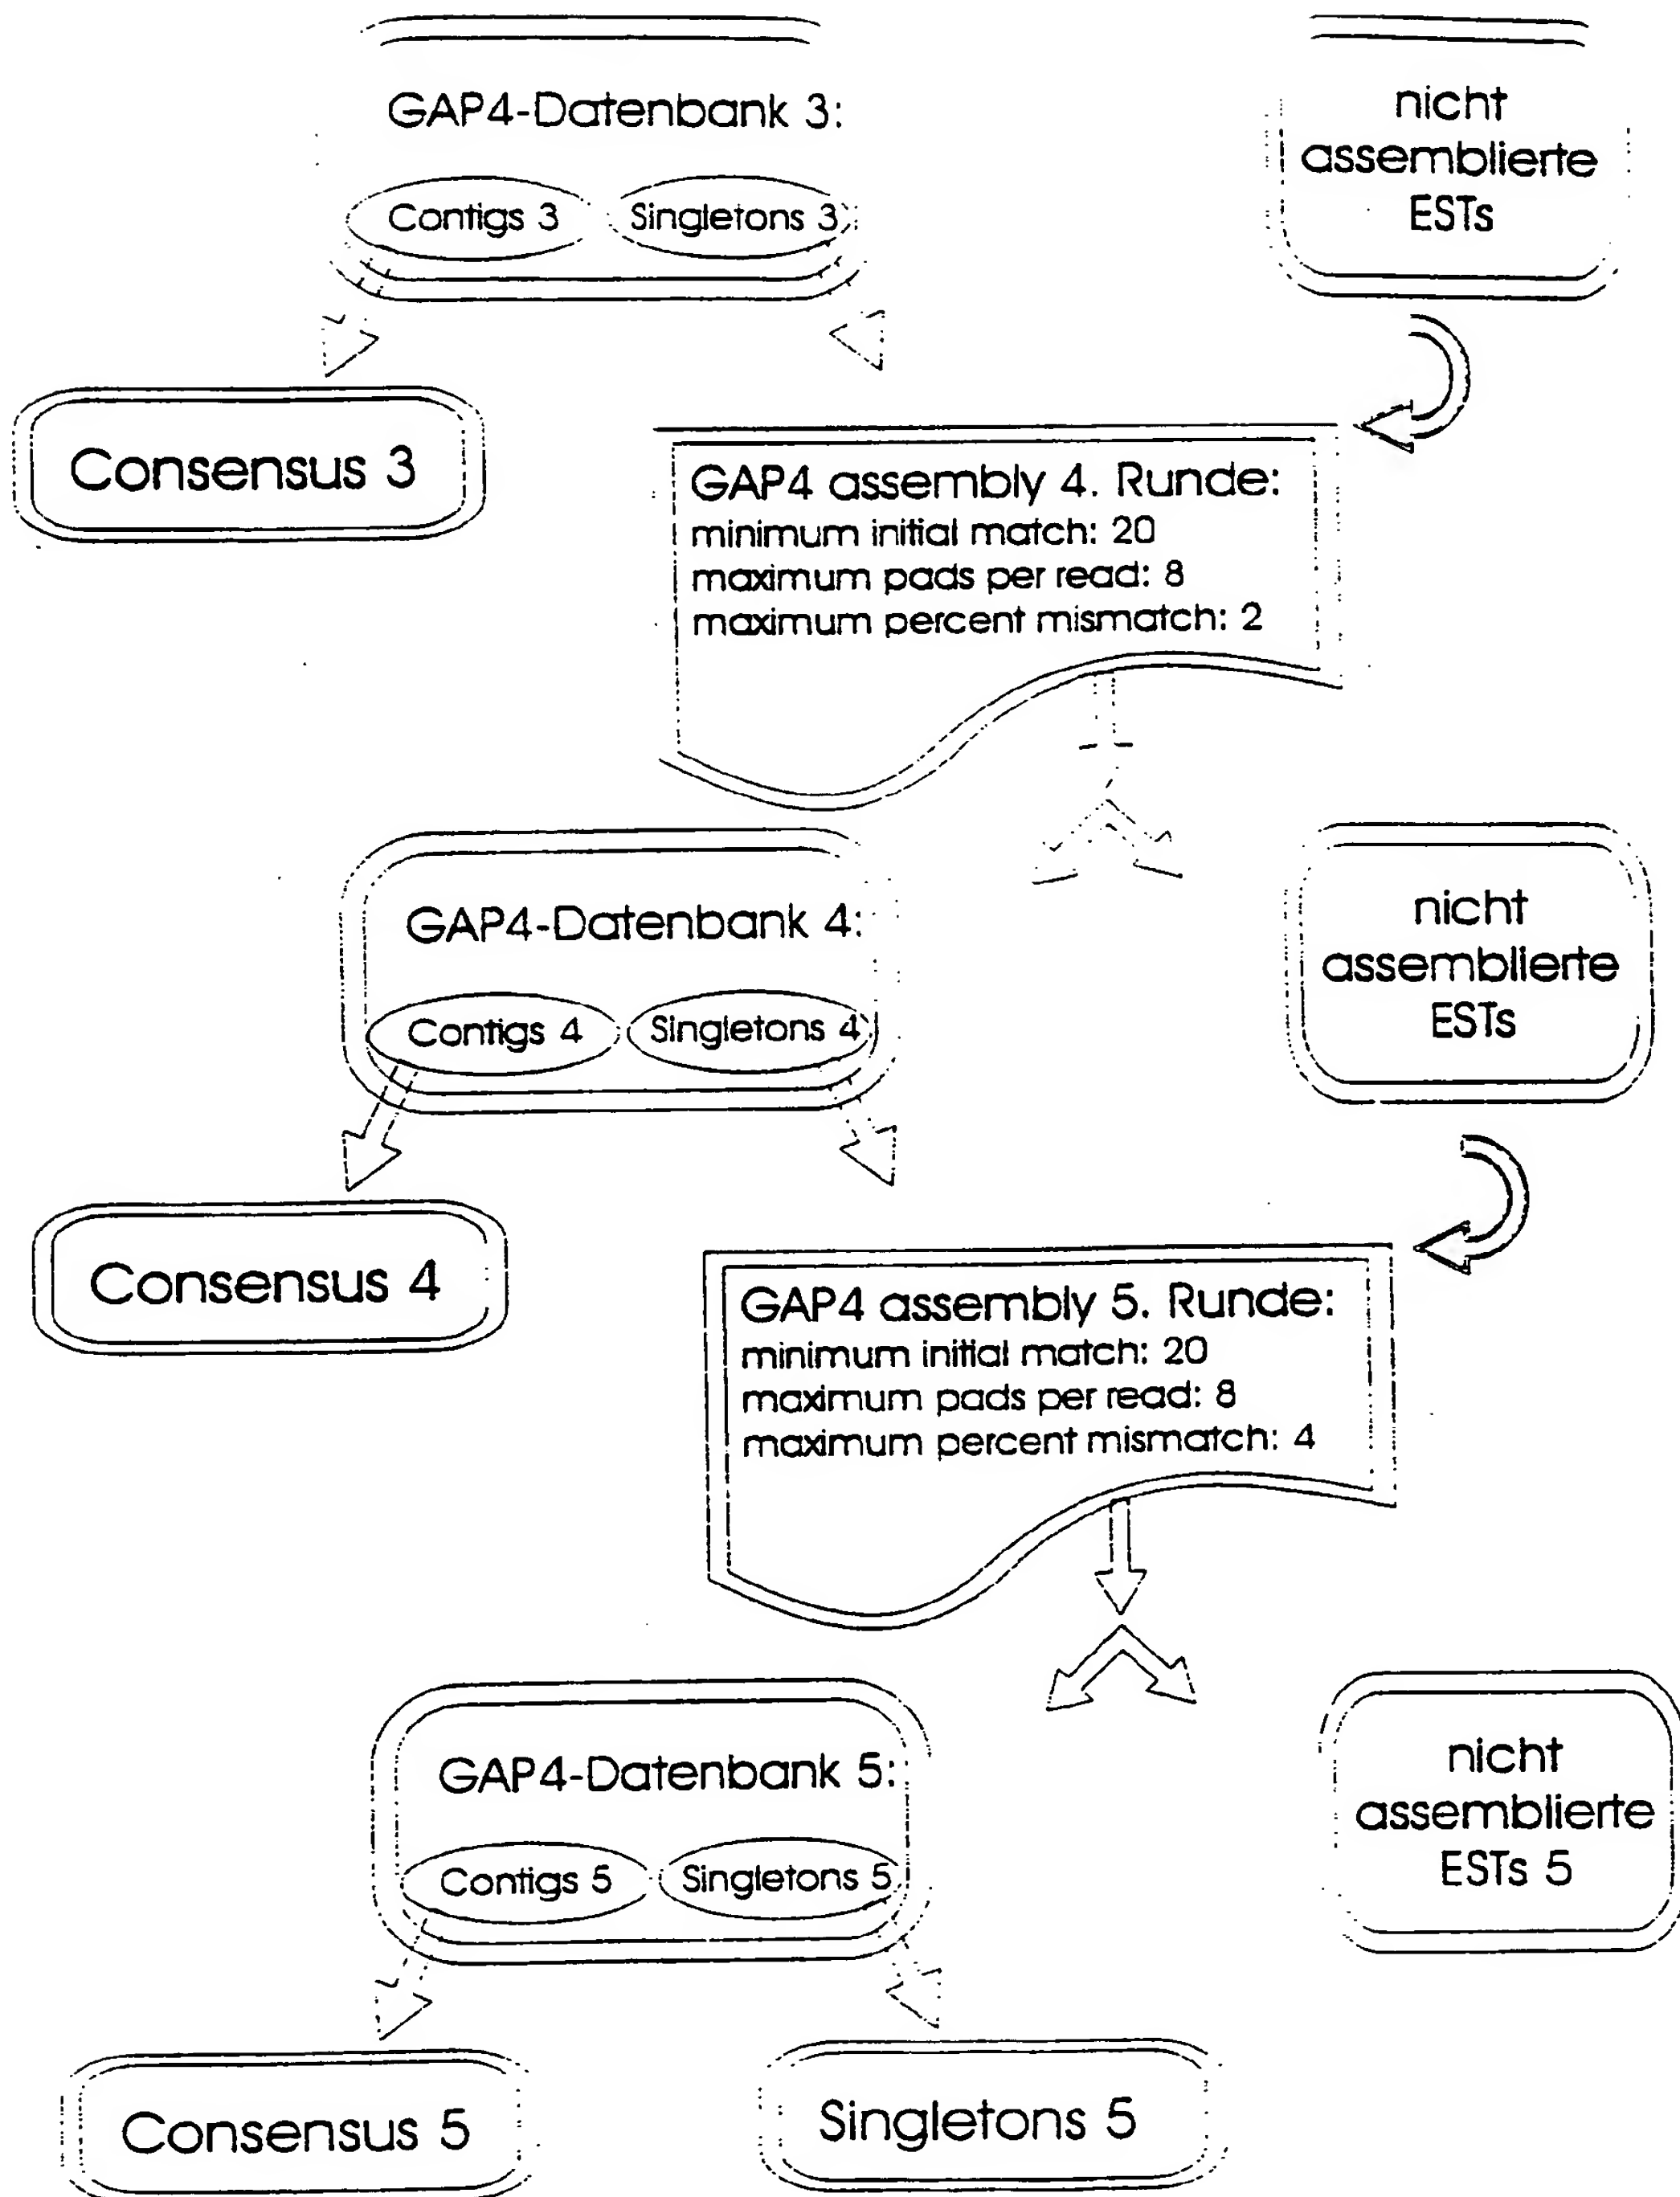 GAP4-Datenbank 3:
Contigs 3
Singletons 3
nicht
assemblierte
ESTs
Consensus 3
GAP4 assembly 4. Runde:
minimum initial match: 20
maximum pads per read: 8
maximum percent mismatch: 2
GAP4-Datenbank 4:
Contigs 4
Singletons 4
nicht
assemblierte
ESTs
Consensus 4
GAP4 assembly 5. Runde:
minimum initial match: 20
maximum pads per read: 8
maximum percent mismatch: 4
GAP4-Datenbank 5:
Contigs 5
Singletons 5
nicht
assemblierte
ESTs 5
Consensus 5
Singletons 5